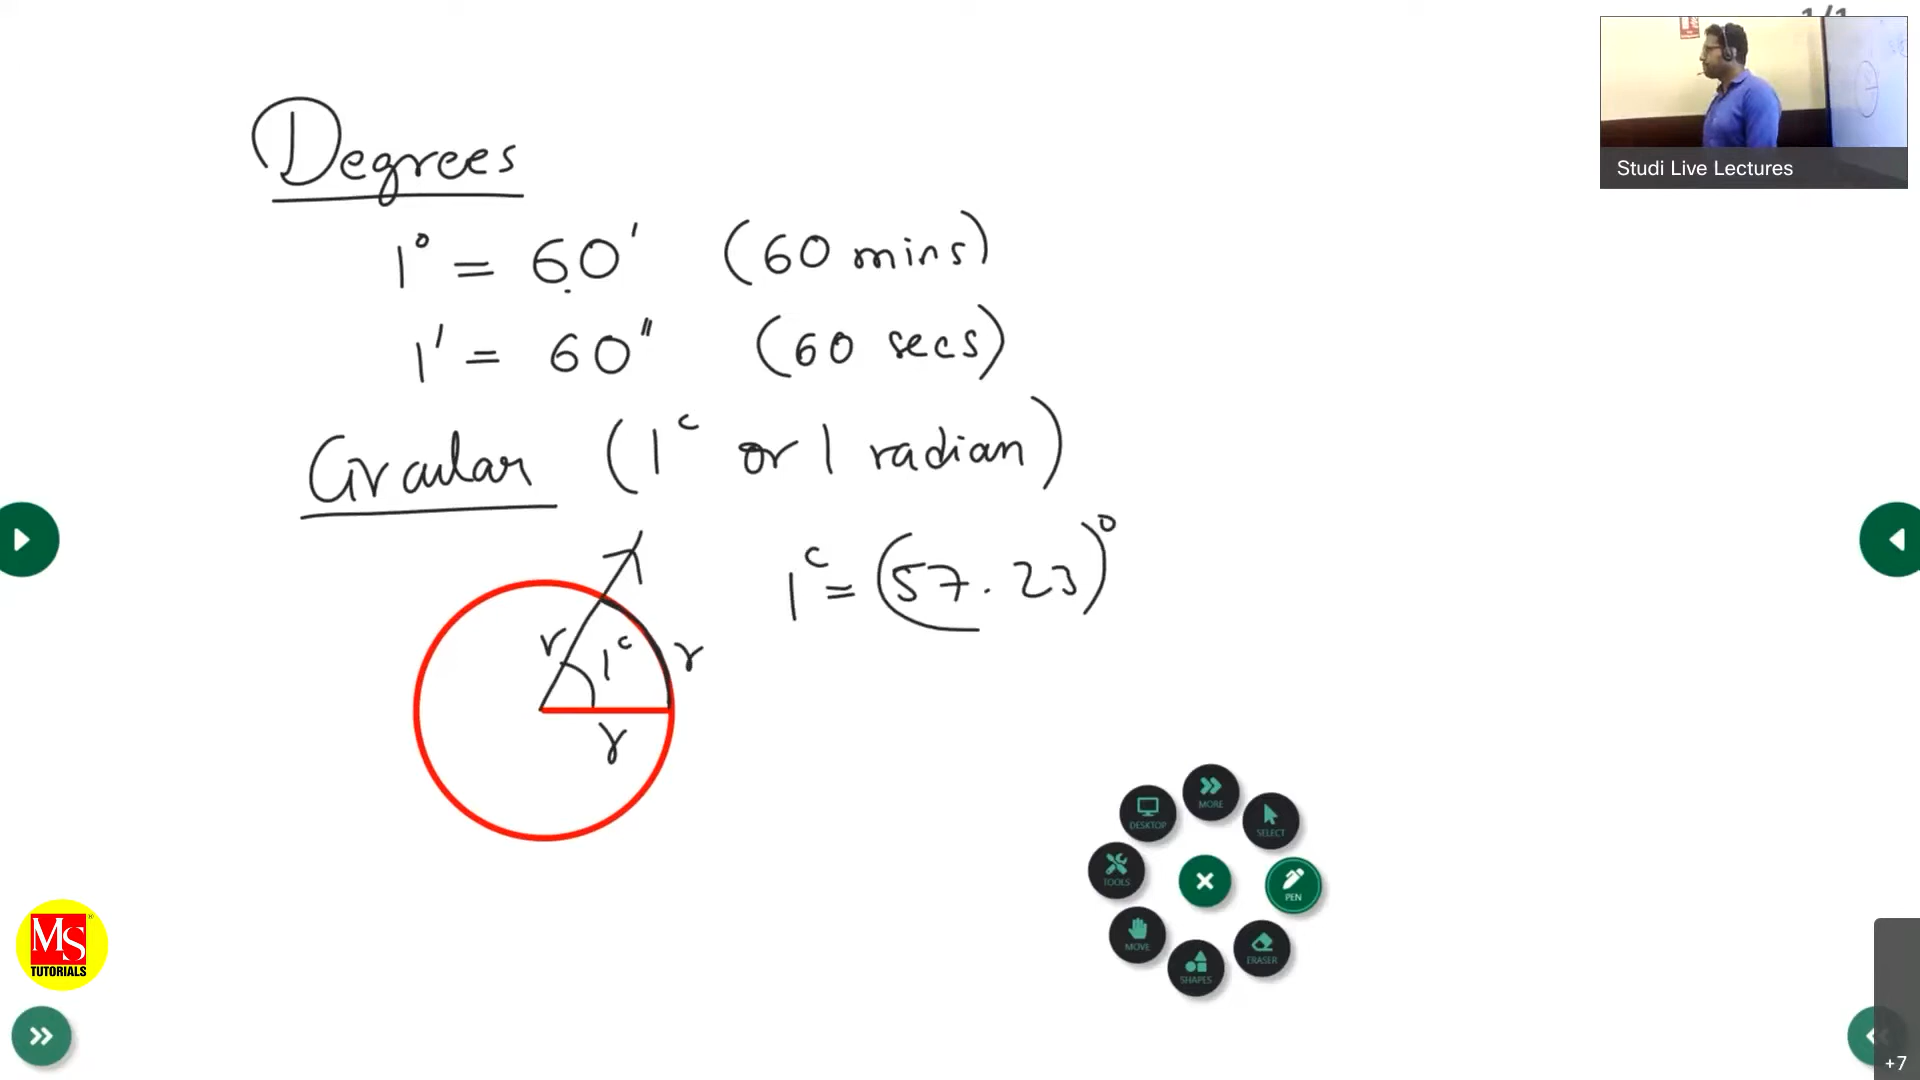 Degrees
1° = 60' (60 mins)
1' = 60" (60 secs)
Circular (1ᶜ or 1 radian)
1ᶜ = (57.23)°
r 1ᶜ r
r
Studi Live Lectures
MORE
DESKTOP
SELECT
TOOLS
PEN
MOVE
ERASER
SHAPES
MS®
TUTORIALS
+7